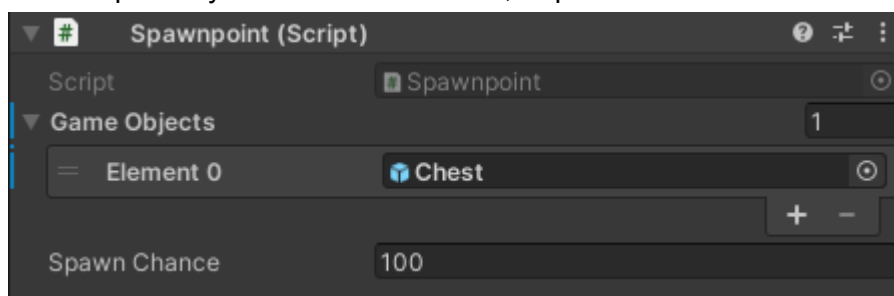 Spawnpoint (Script)
Script Spawnpoint
Game Objects 1
Element 0 Chest
Spawn Chance 100